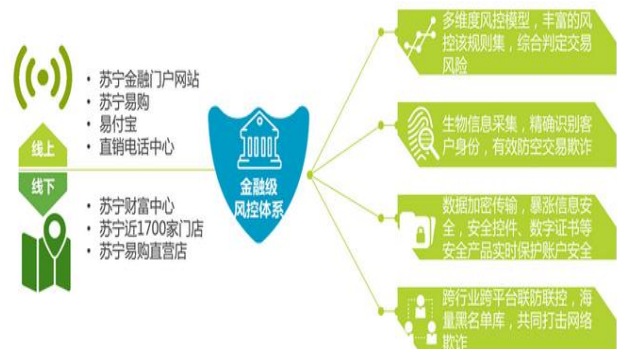 苏宁金融门户网站
苏宁易购
易付宝
直销电话中心
线上
线下
苏宁财富中心
苏宁近1700家门店
苏宁易购直营店
金融级
风控体系
多维度风控模型，丰富的风
控该规则集，综合判定交易
风险
生物信息采集，精确识别客
户身份，有效防空交易欺诈
数据加密传输，暴涨信息安
全，安全控件、数字证书等
安全产品实时保护账户安全
跨行业跨平台联防联控，海
量黑名单库，共同打击网络
欺诈